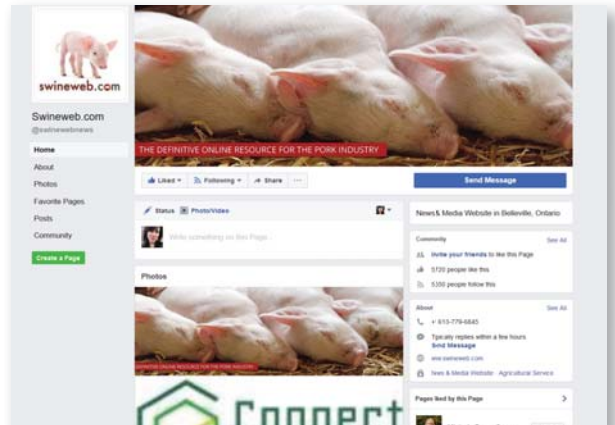 swineweb.com
Swineweb.com
@swinewebnews
Home
About
Photos
Favorite Pages
Posts
Community
Create a Page
THE DEFINITIVE ONLINE RESOURCE FOR THE PORK INDUSTRY
Liked
Following
Share
Send Message
Status
Photo/Video
Write something on this Page...
Photos
DEFINITIVE ONLINE RESOURCE FOR THE PORK INDUSTRY
Connect
News& Media Website in Belleville, Ontario
Community
See All
Invite your friends to like this Page
5720 people like this
5350 people follow this
About
See All
613-779-6845
Typically replies within a few hours
Send Message
News & Media Website · Agricultural Service
Pages liked by this Page